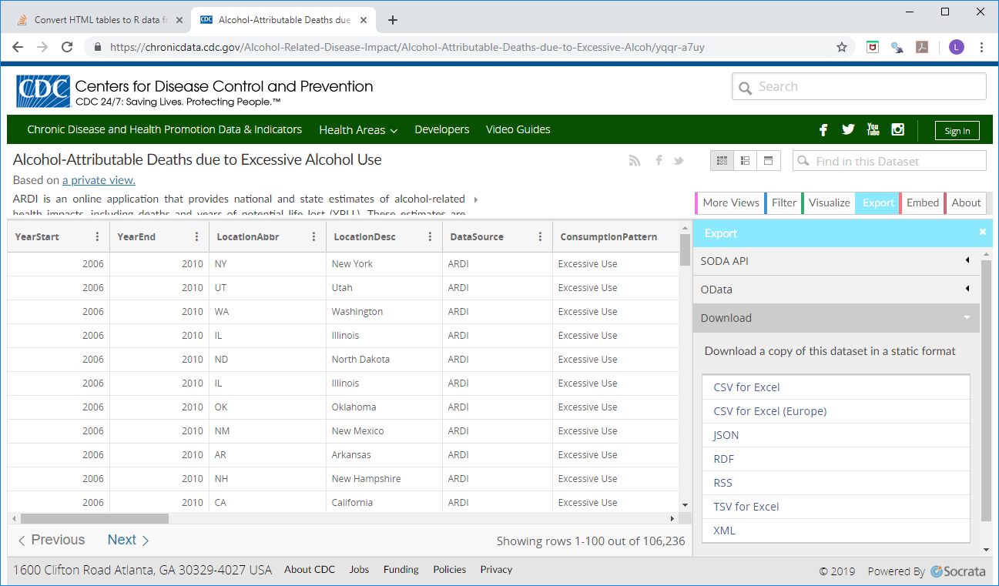 Convert HTML tables to R data fr
CDC Alcohol-Attributable Deaths due
https://chronicdata.cdc.gov/Alcohol-Related-Disease-Impact/Alcohol-Attributable-Deaths-due-to-Excessive-Alcoh/yqqr-a7uy
L
CDC Centers for Disease Control and Prevention
CDC 24/7: Saving Lives. Protecting People.™
Search
Chronic Disease and Health Promotion Data & Indicators Health Areas Developers Video Guides You Tube Sign In
Alcohol-Attributable Deaths due to Excessive Alcohol Use
Find in this Dataset
Based on a private view.
ARDI is an online application that provides national and state estimates of alcohol-related
health impacts, including deaths and years of potential life lost (YPLL). These estimates are
More Views Filter Visualize Export Embed About
YearStart YearEnd LocationAbbr LocationDesc DataSource ConsumptionPattern
2006 2010 NY New York ARDI Excessive Use
2006 2010 UT Utah ARDI Excessive Use
2006 2010 WA Washington ARDI Excessive Use
2006 2010 IL Illinois ARDI Excessive Use
2006 2010 ND North Dakota ARDI Excessive Use
2006 2010 IL Illinois ARDI Excessive Use
2006 2010 OK Oklahoma ARDI Excessive Use
2006 2010 NM New Mexico ARDI Excessive Use
2006 2010 AR Arkansas ARDI Excessive Use
2006 2010 NH New Hampshire ARDI Excessive Use
2006 2010 CA California ARDI Excessive Use
Previous Next Showing rows 1-100 out of 106,236
Export
SODA API
OData
Download
Download a copy of this dataset in a static format
CSV for Excel
CSV for Excel (Europe)
JSON
RDF
RSS
TSV for Excel
XML
1600 Clifton Road Atlanta, GA 30329-4027 USA About CDC Jobs Funding Policies Privacy © 2019 Powered By Socrata